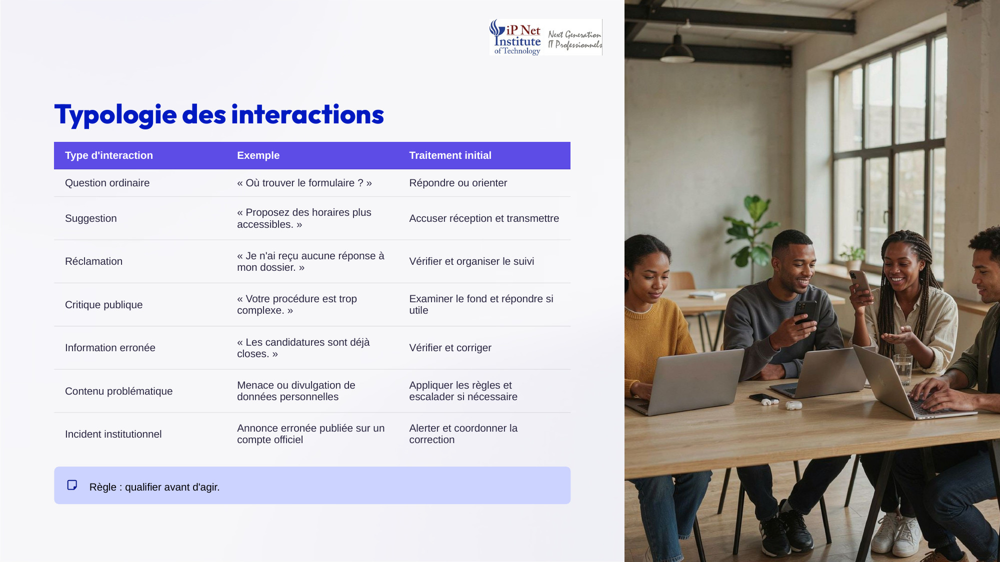 iP Net
Institute
of Technology
Next Generation
IT Professionnels
Typologie des interactions
Type d'interaction Exemple Traitement initial
Question ordinaire « Où trouver le formulaire ? » Répondre ou orienter
Suggestion « Proposez des horaires plus
accessibles. » Accuser réception et transmettre
Réclamation « Je n'ai reçu aucune réponse à
mon dossier. » Vérifier et organiser le suivi
Critique publique « Votre procédure est trop
complexe. » Examiner le fond et répondre si
utile
Information erronée « Les candidatures sont déjà
closes. » Vérifier et corriger
Contenu problématique Menace ou divulgation de
données personnelles Appliquer les règles et
escalader si nécessaire
Incident institutionnel Annonce erronée publiée sur un
compte officiel Alerter et coordonner la
correction
Règle : qualifier avant d'agir.